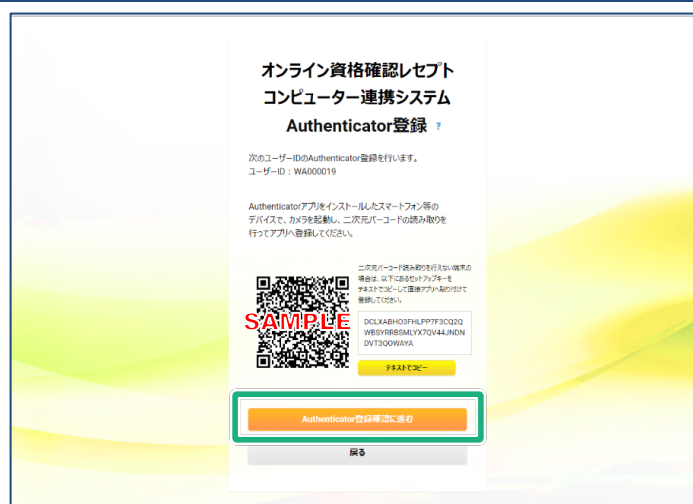 オンライン資格確認レセプト
コンピューター連携システム
Authenticator登録 ?
次のユーザーIDのAuthenticator登録を行います。
ユーザーID：WA000019
Authenticatorアプリをインストールしたスマートフォン等の
デバイスで、カメラを起動し、二次元バーコードの読み取りを
行ってアプリへ登録してください。
二次元バーコード読み取りを行えない端末の
場合は、以下にあるセットアップキーを
テキストでコピーして直接アプリへ貼り付けて
登録してください。
SAMPLE
DCLXABHO3FHLPP7F3CQ2Q
WBSYRRBSMLYX7QV44JNDN
DVT3QOWAYA
テキストでコピー
Authenticator登録確認に進む
戻る